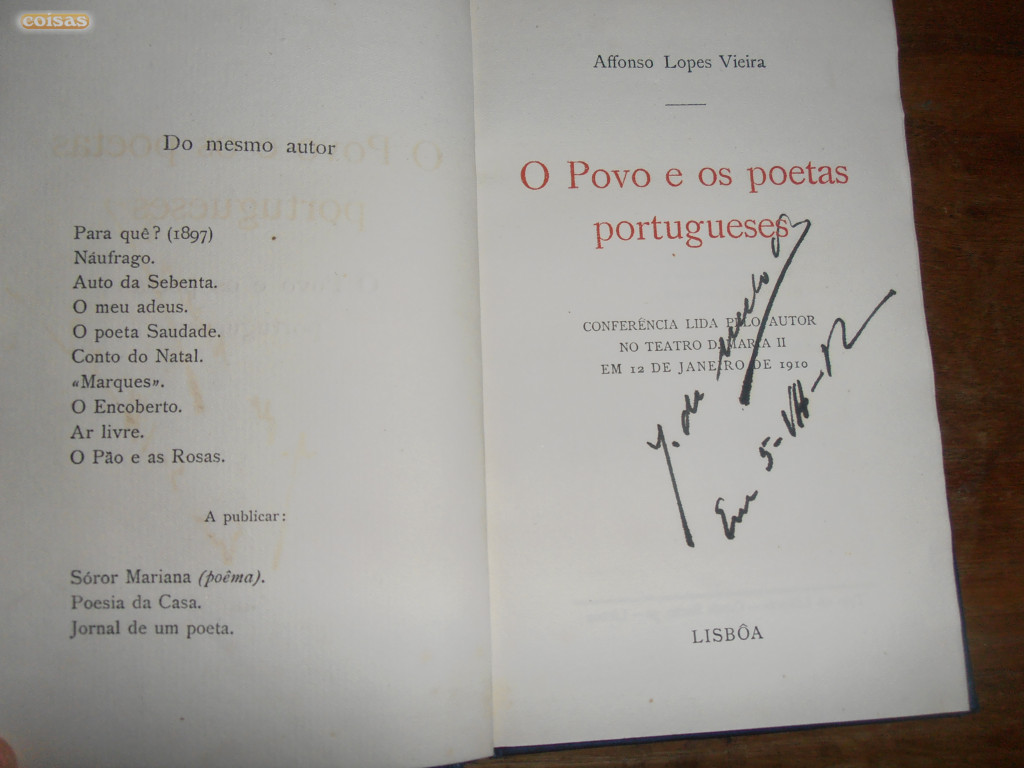 coisas
Do mesmo autor
Para quê? (1897)
Náufrago.
Auto da Sebenta.
O meu adeus.
O poeta Saudade.
Conto do Natal.
«Marques».
O Encoberto.
Ar livre.
O Pão e as Rosas.
A publicar:
Sóror Mariana (poêma).
Poesia da Casa.
Jornal de um poeta.
Affonso Lopes Vieira
O Povo e os poetas
portugueses
CONFERÊNCIA LIDA PELO AUTOR
NO TEATRO D. MARIA II
EM 12 DE JANEIRO DE 1910
LISBÔA